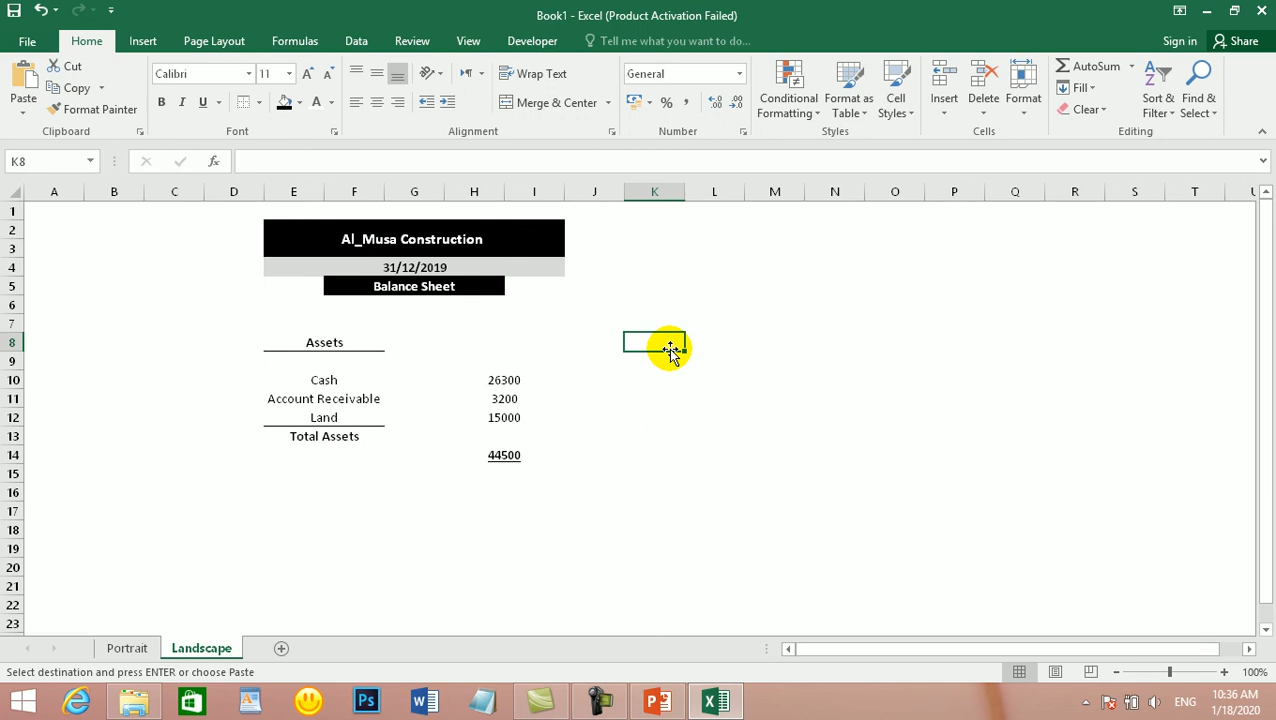 Book1 - Excel (Product Activation Failed)
File Home Insert Page Layout Formulas Data Review View Developer Tell me what you want to do... Sign in Share
Cut
Copy
Format Painter
Paste
Clipboard
Calibri 11
B I U A
Font
Wrap Text
Merge & Center
Alignment
General
% ,
Number
Conditional Formatting
Format as Table
Cell Styles
Styles
Insert Delete Format
Cells
AutoSum
Fill
Clear
Sort & Filter
Find & Select
Editing
K8 fx
A B C D E F G H I J K L M N O P Q R S T U
1
2
3 Al_Musa Construction
4 31/12/2019
5 Balance Sheet
6
7
8 Assets
9
10 Cash 26300
11 Account Receivable 3200
12 Land 15000
13 Total Assets
14 44500
15
16
17
18
19
20
21
22
23
Portrait Landscape
Select destination and press ENTER or choose Paste 100%
ENG
10:36 AM
1/18/2020